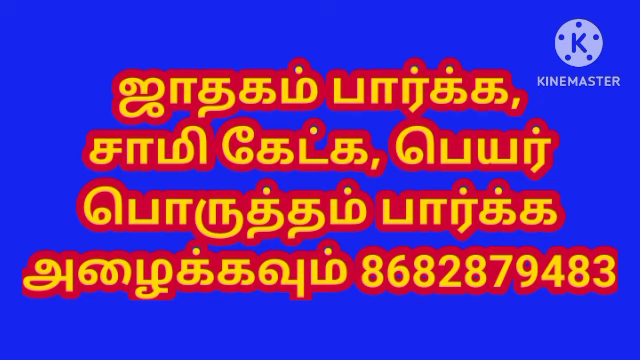 KINEMASTER
ஜாதகம் பார்க்க,
சாமி கேட்க, பெயர்
பொருத்தம் பார்க்க
அழைக்கவும் 8682879483